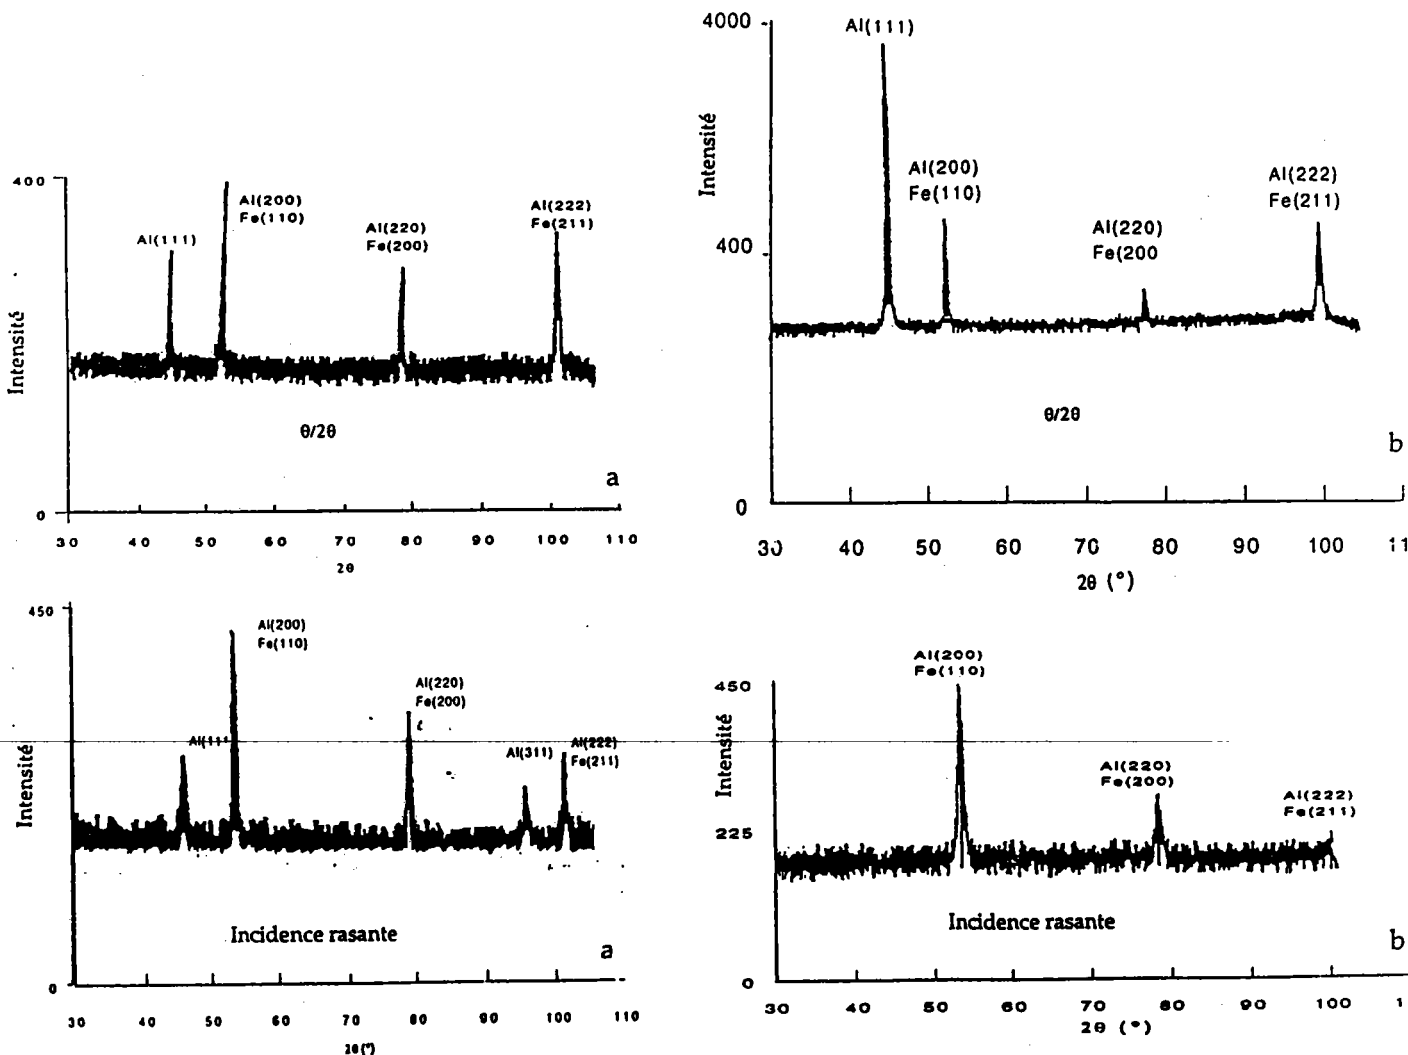 400
Intensité
0
Al(111)
Al(200)
Fe(110)
Al(220)
Fe(200)
Al(222)
Fe(211)
θ/2θ
a
30 40 50 60 70 80 90 100 110
2θ
4000
Intensité
400
0
Al(111)
Al(200)
Fe(110)
Al(220)
Fe(200
Al(222)
Fe(211)
θ/2θ
b
30 40 50 60 70 80 90 100 11
2θ (°)
450
Intensité
0
Al(200)
Fe(110)
Al(111
Al(220)
Fe(200)
Al(311)
Al(222)
Fe(211)
Incidence rasante
a
30 40 50 60 70 80 90 100 110
2θ(°)
450
Intensité
225
0
Al(200)
Fe(110)
Al(220)
Fe(200)
Al(222)
Fe(211)
Incidence rasante
b
30 40 50 60 70 80 90 100 1
2θ (°)